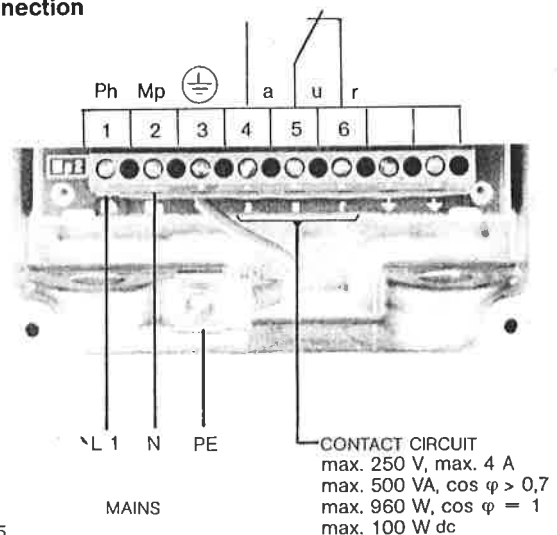 nection
Ph Mp a u r
1 2 3 4 5 6
L 1 N PE
MAINS
CONTACT CIRCUIT
max. 250 V, max. 4 A
max. 500 VA, cos φ > 0,7
max. 960 W, cos φ = 1
max. 100 W dc
5